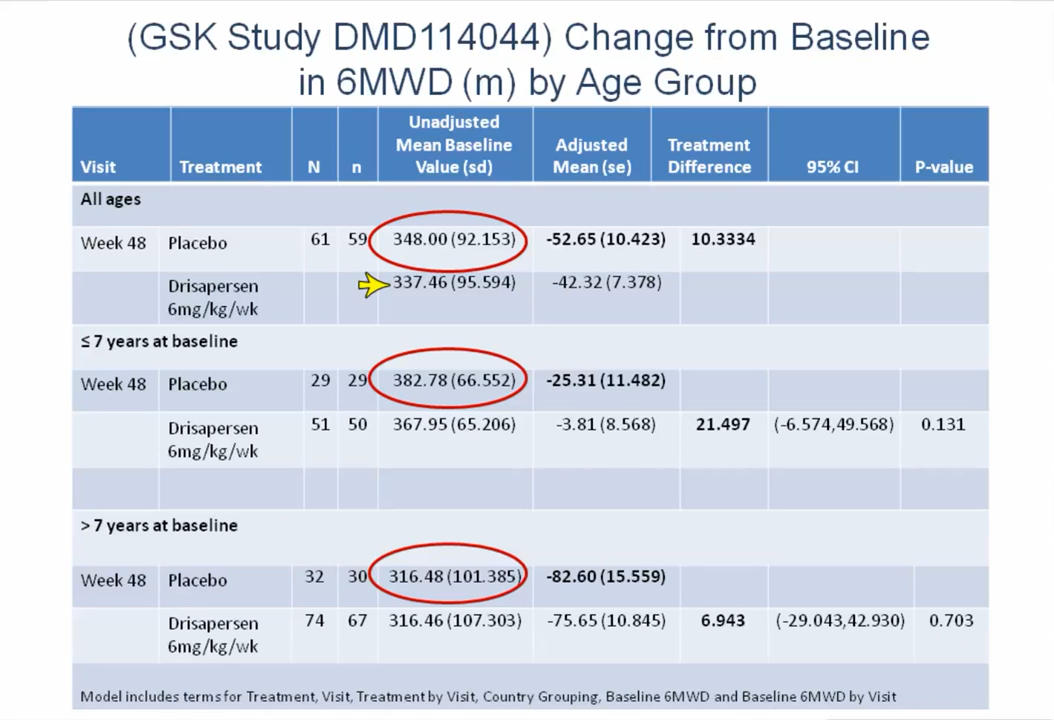 (GSK Study DMD114044) Change from Baseline
in 6MWD (m) by Age Group
Visit Treatment N n Unadjusted Mean Baseline Value (sd) Adjusted Mean (se) Treatment Difference 95% CI P-value
All ages
Week 48 Placebo 61 59 348.00 (92.153) -52.65 (10.423) 10.3334
Drisapersen 6mg/kg/wk 337.46 (95.594) -42.32 (7.378)
≤ 7 years at baseline
Week 48 Placebo 29 29 382.78 (66.552) -25.31 (11.482)
Drisapersen 6mg/kg/wk 51 50 367.95 (65.206) -3.81 (8.568) 21.497 (-6.574,49.568) 0.131
> 7 years at baseline
Week 48 Placebo 32 30 316.48 (101.385) -82.60 (15.559)
Drisapersen 6mg/kg/wk 74 67 316.46 (107.303) -75.65 (10.845) 6.943 (-29.043,42.930) 0.703
Model includes terms for Treatment, Visit, Treatment by Visit, Country Grouping, Baseline 6MWD and Baseline 6MWD by Visit